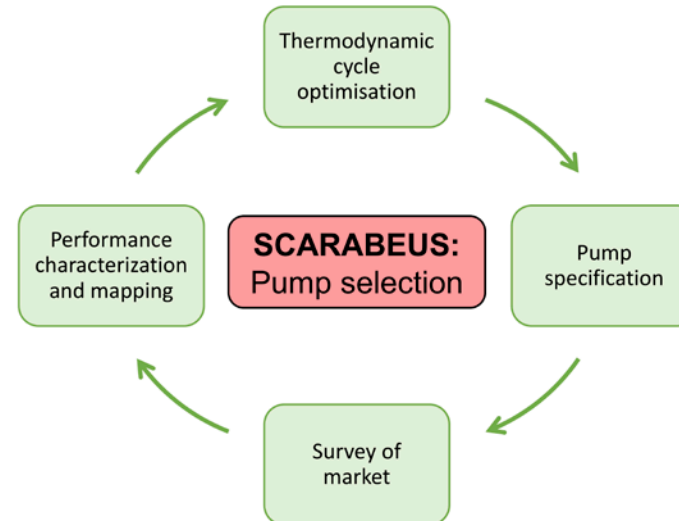 Thermodynamic
cycle
optimisation
Performance
characterization
and mapping
SCARABEUS:
Pump selection
Pump
specification
Survey of
market